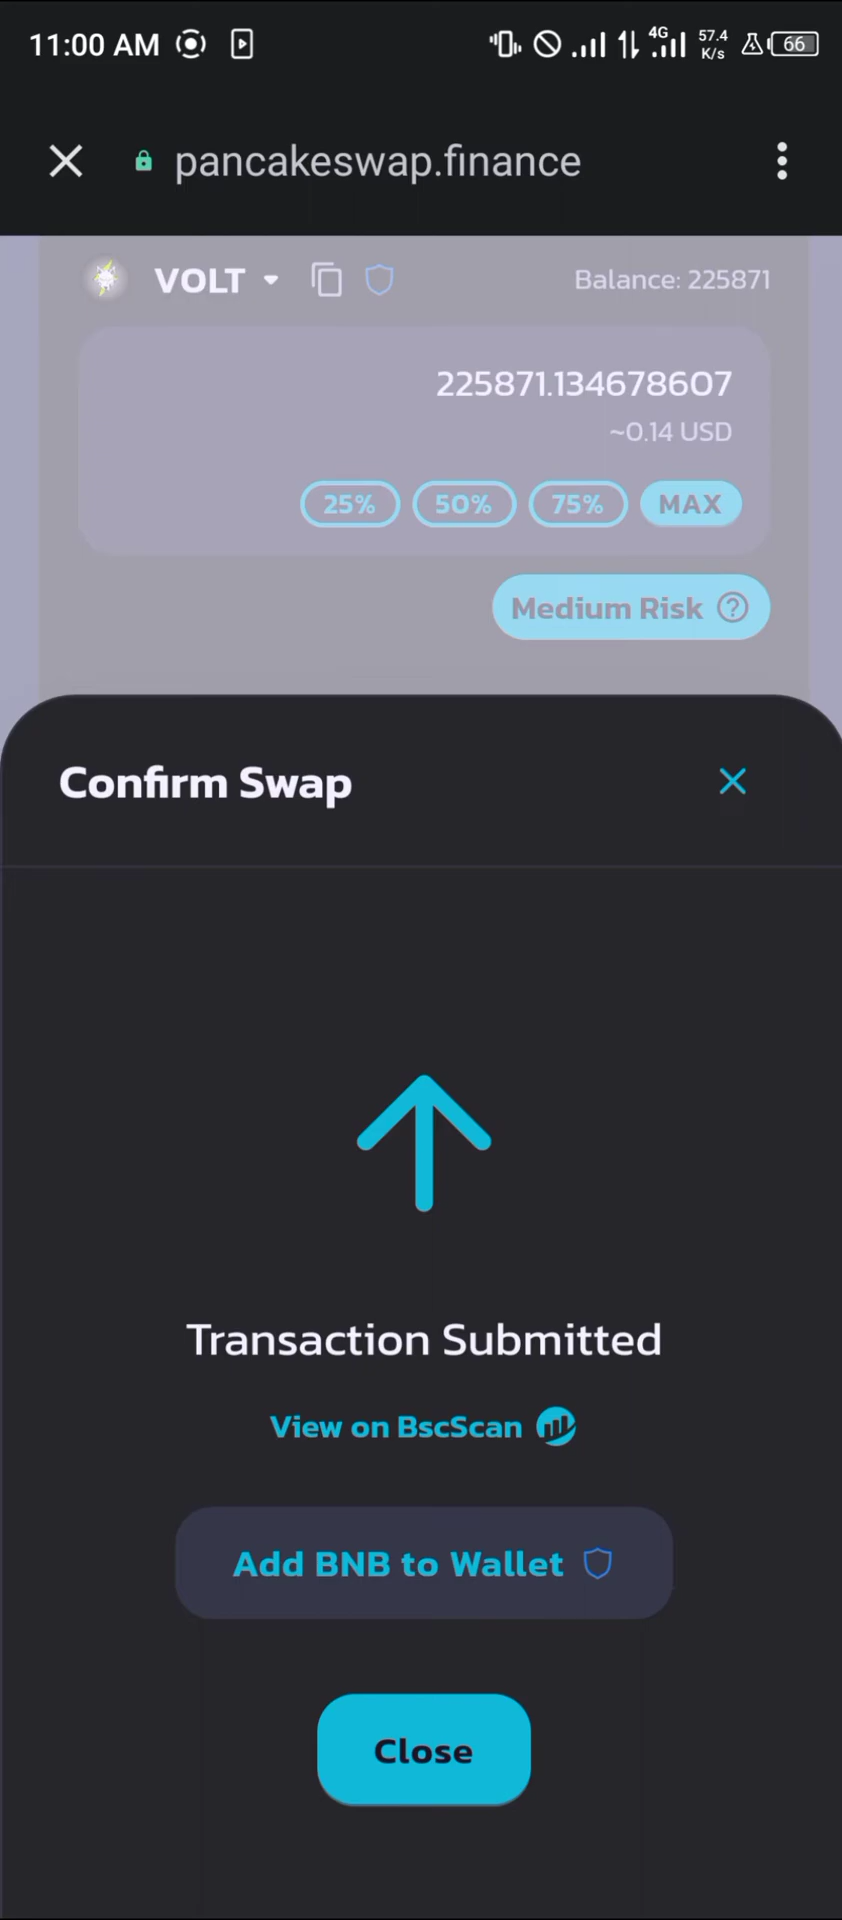 11:00 AM
4G
57.4
K/s
66
pancakeswap.finance
VOLT
Balance: 225871
225871.134678607
~0.14 USD
25% 50% 75% MAX
Medium Risk
Confirm Swap
Transaction Submitted
View on BscScan
Add BNB to Wallet
Close